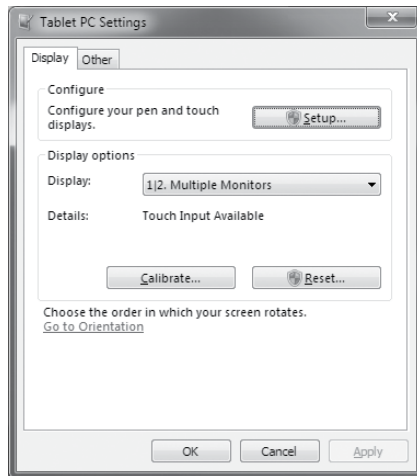 Tablet PC Settings
Display Other
Configure
Configure your pen and touch
displays.
Setup...
Display options
Display: 1|2. Multiple Monitors
Details: Touch Input Available
Calibrate... Reset...
Choose the order in which your screen rotates.
Go to Orientation
OK Cancel Apply